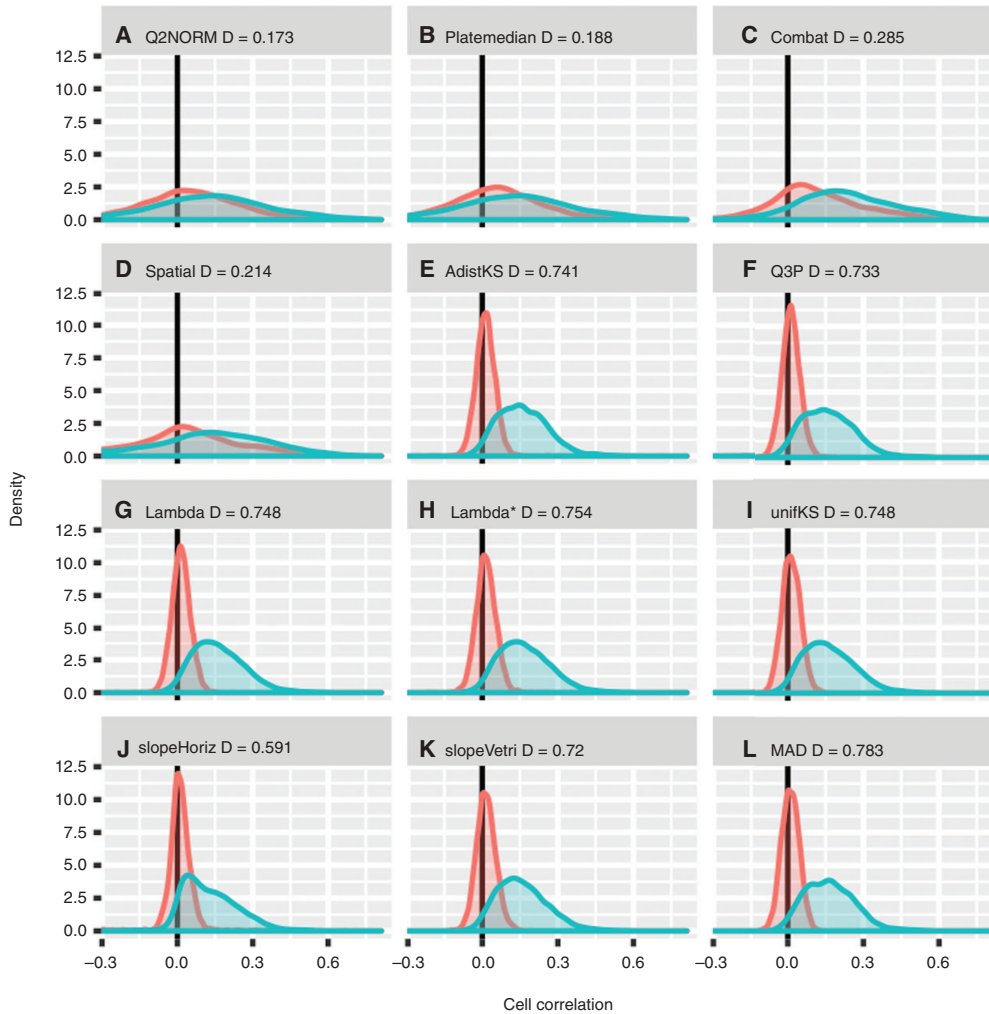 A Q2NORM D = 0.173
B Platemedian D = 0.188
C Combat D = 0.285
12.5
10.0
7.5
5.0
2.5
0.0
D Spatial D = 0.214
E AdistKS D = 0.741
F Q3P D = 0.733
12.5
10.0
7.5
5.0
2.5
0.0
Density
G Lambda D = 0.748
H Lambda* D = 0.754
I unifKS D = 0.748
12.5
10.0
7.5
5.0
2.5
0.0
J slopeHoriz D = 0.591
K slopeVetri D = 0.72
L MAD D = 0.783
12.5
10.0
7.5
5.0
2.5
0.0
−0.3 0.0 0.3 0.6
−0.3 0.0 0.3 0.6
−0.3 0.0 0.3 0.6
Cell correlation